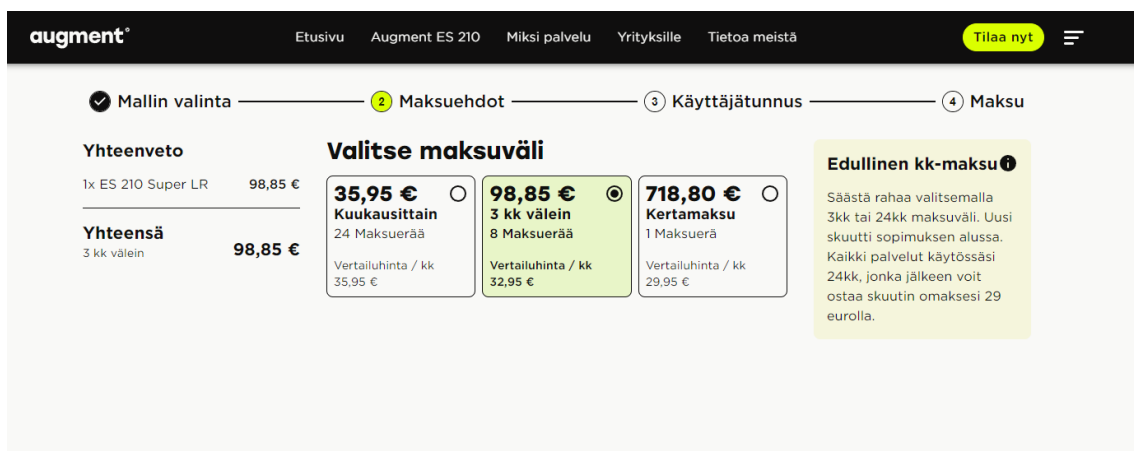 augment°
Etusivu Augment ES 210 Miksi palvelu Yrityksille Tietoa meistä
Tilaa nyt
Mallin valinta
2 Maksuehdot
3 Käyttäjätunnus
4 Maksu
Yhteenveto
1x ES 210 Super LR 98,85 €
Yhteensä
3 kk välein 98,85 €
Valitse maksuväli
35,95 €
Kuukausittain
24 Maksuerää
Vertailuhinta / kk
35,95 €
98,85 €
3 kk välein
8 Maksuerää
Vertailuhinta / kk
32,95 €
718,80 €
Kertamaksu
1 Maksuerä
Vertailuhinta / kk
29,95 €
Edullinen kk-maksu
Säästä rahaa valitsemalla
3kk tai 24kk maksuväli. Uusi
skuutti sopimuksen alussa.
Kaikki palvelut käytössäsi
24kk, jonka jälkeen voit
ostaa skuutin omaksesi 29
eurolla.